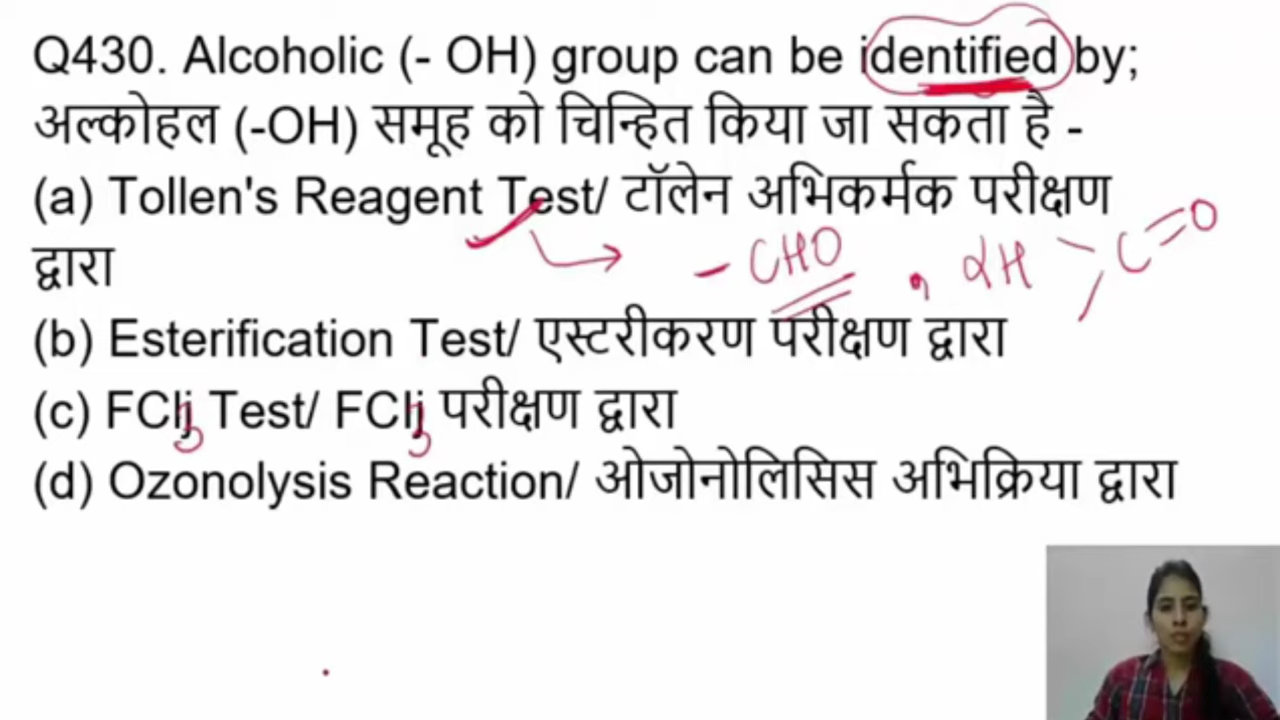 Q430. Alcoholic (- OH) group can be identified by;
अल्कोहल (-OH) समूह को चिन्हित किया जा सकता है -
(a) Tollen's Reagent Test/ टॉलेन अभिकर्मक परीक्षण
द्वारा
- CHO , αH C=O
(b) Esterification Test/ एस्टरीकरण परीक्षण द्वारा
(c) FCl3 Test/ FCl3 परीक्षण द्वारा
(d) Ozonolysis Reaction/ ओजोनोलिसिस अभिक्रिया द्वारा